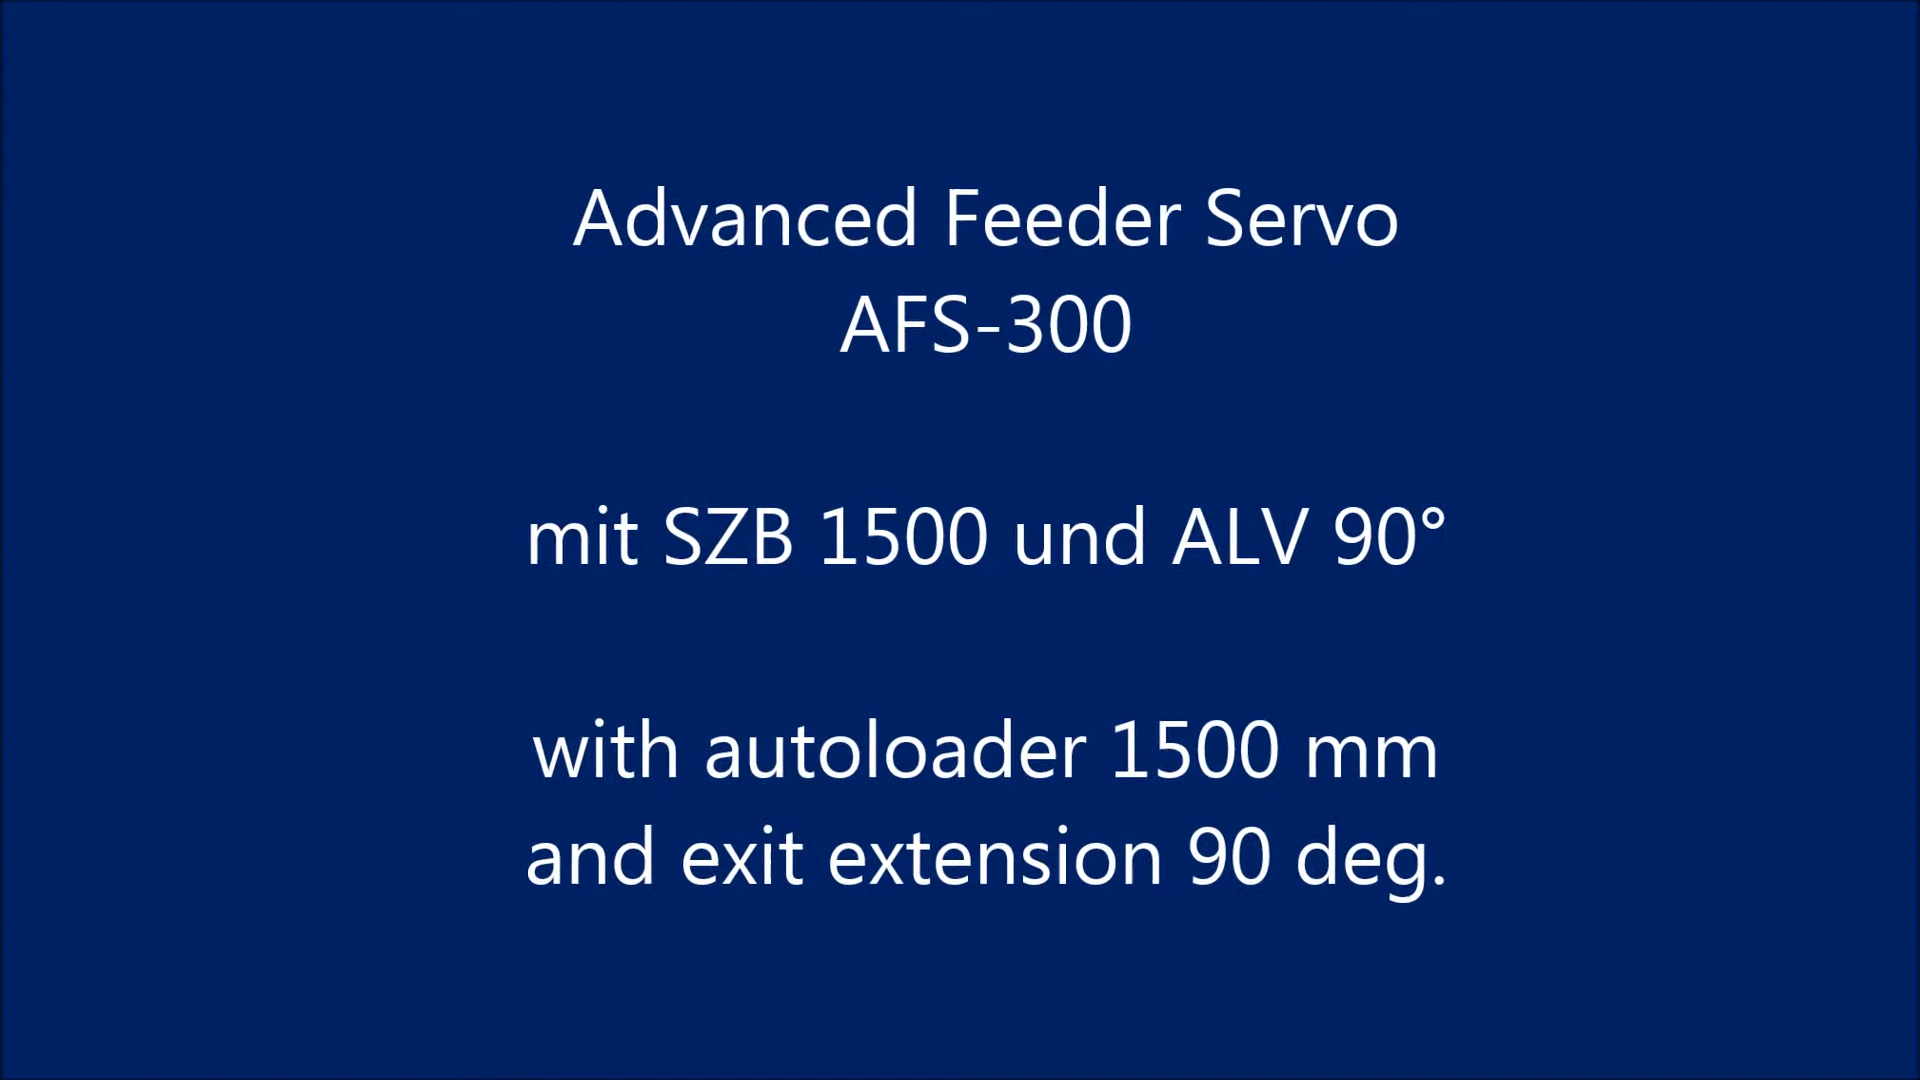 Advanced Feeder Servo
AFS-300
mit SZB 1500 und ALV 90°
with autoloader 1500 mm
and exit extension 90 deg.